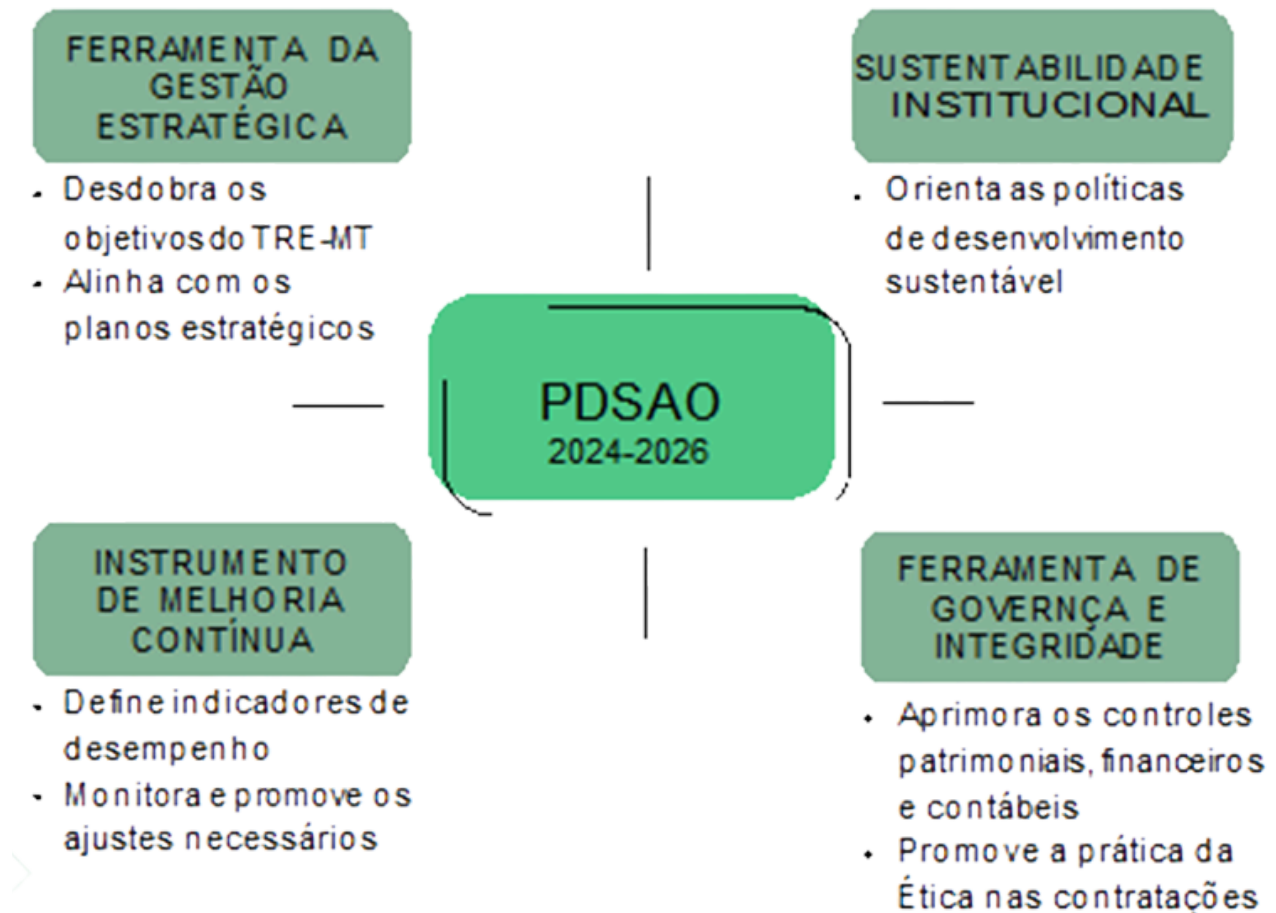 FERRAMENTA DA
GESTÃO
ESTRATÉGICA
• Desdobra os
objetivos do TRE-MT
• Alinha com os
planos estratégicos
SUSTENTABILIDADE
INSTITUCIONAL
• Orienta as políticas
de desenvolvimento
sustentável
PDSAO
2024-2026
INSTRUMENTO
DE MELHORIA
CONTÍNUA
• Define indicadores de
desempenho
• Monitora e promove os
ajustes necessários
FERRAMENTA DE
GOVERNÇA E
INTEGRIDADE
• Aprimora os controles
patrimoniais, financeiros
e contábeis
• Promove a prática da
Ética nas contratações